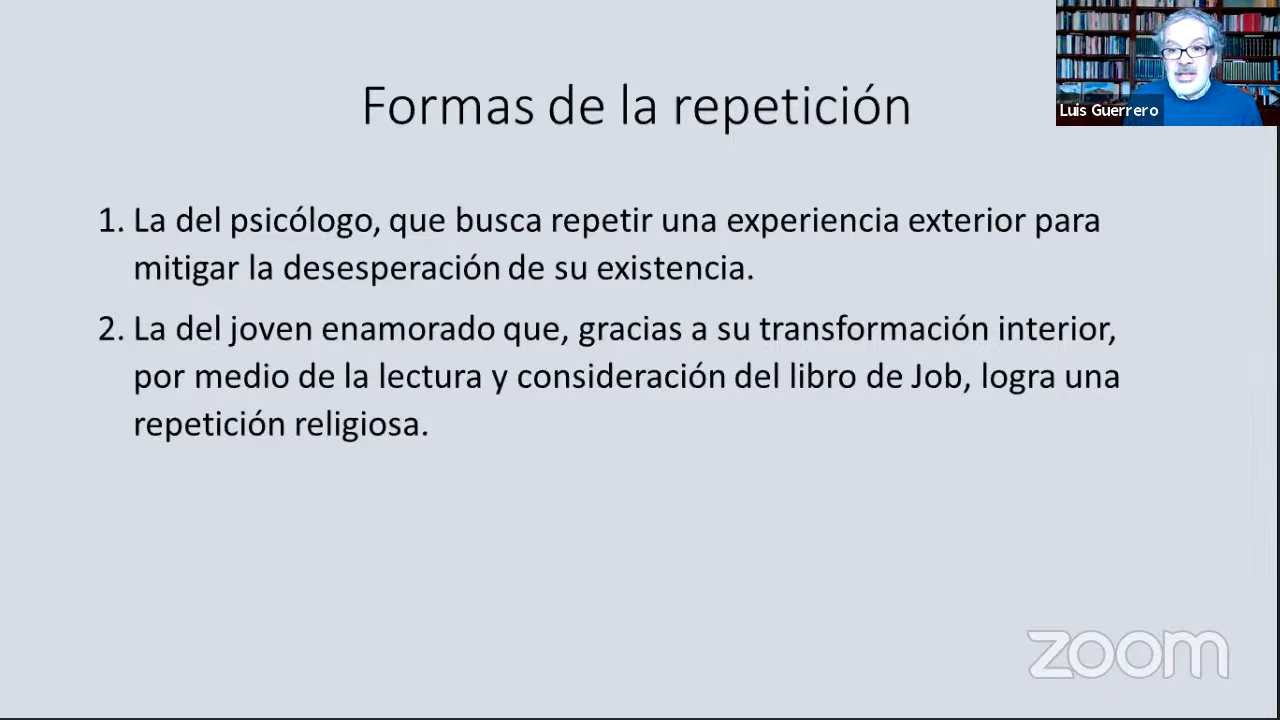 Formas de la repetición
Luis Guerrero
1. La del psicólogo, que busca repetir una experiencia exterior para
mitigar la desesperación de su existencia.
2. La del joven enamorado que, gracias a su transformación interior,
por medio de la lectura y consideración del libro de Job, logra una
repetición religiosa.
zoom